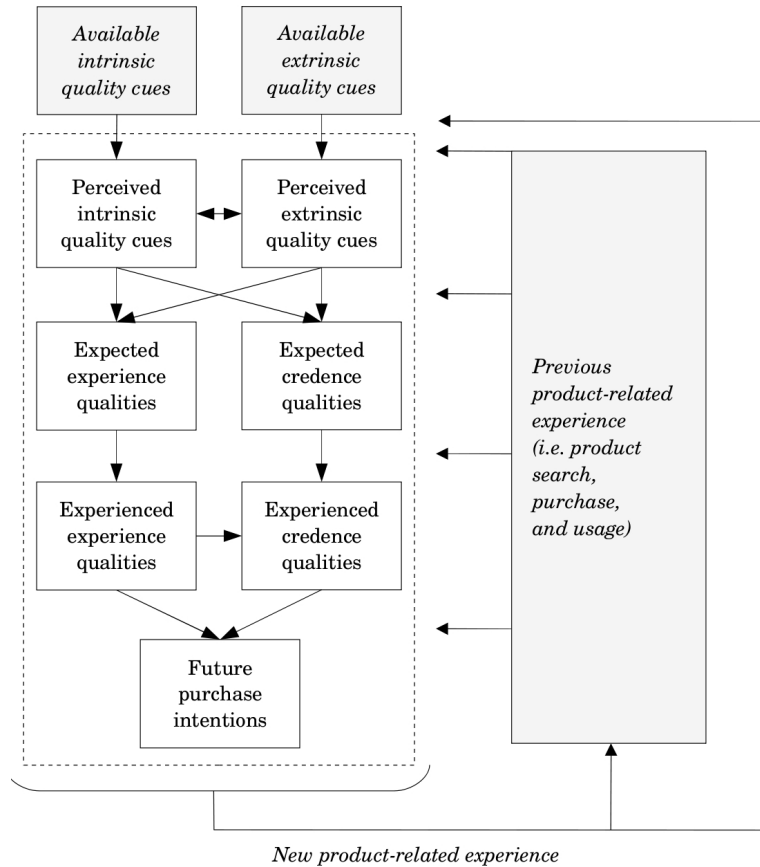 Available
intrinsic
quality cues
Available
extrinsic
quality cues
Perceived
intrinsic
quality cues
Perceived
extrinsic
quality cues
Expected
experience
qualities
Expected
credence
qualities
Experienced
experience
qualities
Experienced
credence
qualities
Future
purchase
intentions
Previous
product-related
experience
(i.e. product
search,
purchase,
and usage)
New product-related experience